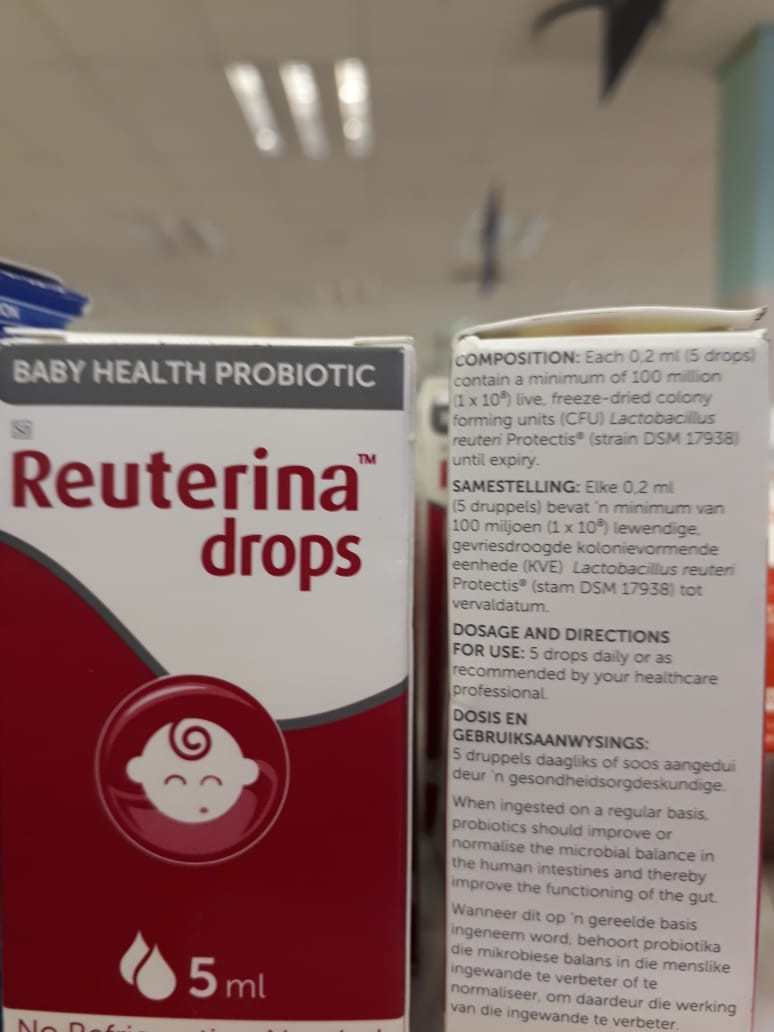 BABY HEALTH PROBIOTIC
Reuterina™
drops
5 ml
COMPOSITION: Each 0,2 ml (5 drops)
contain a minimum of 100 million
(1 x 10⁸) live, freeze-dried colony
forming units (CFU) Lactobacillus
reuteri Protectis® (strain DSM 17938)
until expiry.
SAMESTELLING: Elke 0,2 ml
(5 druppels) bevat 'n minimum van
100 miljoen (1 x 10⁸) lewendige,
gevriesdroogde kolonievormende
eenhede (KVE) Lactobacillus reuteri
Protectis® (stam DSM 17938) tot
vervaldatum.
DOSAGE AND DIRECTIONS
FOR USE: 5 drops daily or as
recommended by your healthcare
professional.
DOSIS EN
GEBRUIKSAANWYSINGS:
5 druppels daagliks of soos aangedui
deur 'n gesondheidsorgdeskundige.
When ingested on a regular basis,
probiotics should improve or
normalise the microbial balance in
the human intestines and thereby
improve the functioning of the gut.
Wanneer dit op 'n gereelde basis
ingeneem word, behoort probiotika
die mikrobiese balans in die menslike
ingewande te verbeter of te
normaliseer, om daardeur die werking
van die ingewande te verbeter.